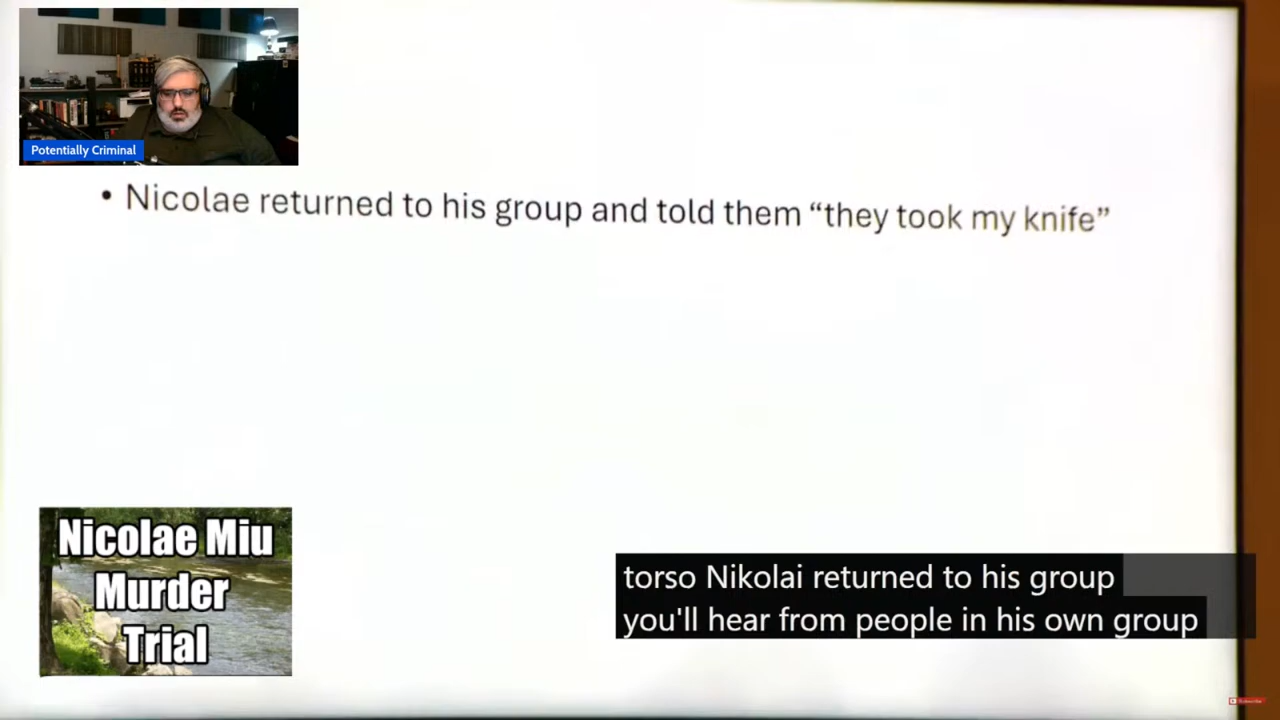 Potentially Criminal
• Nicolae returned to his group and told them “they took my knife”
Nicolae Miu
Murder
Trial
torso Nikolai returned to his group
you'll hear from people in his own group